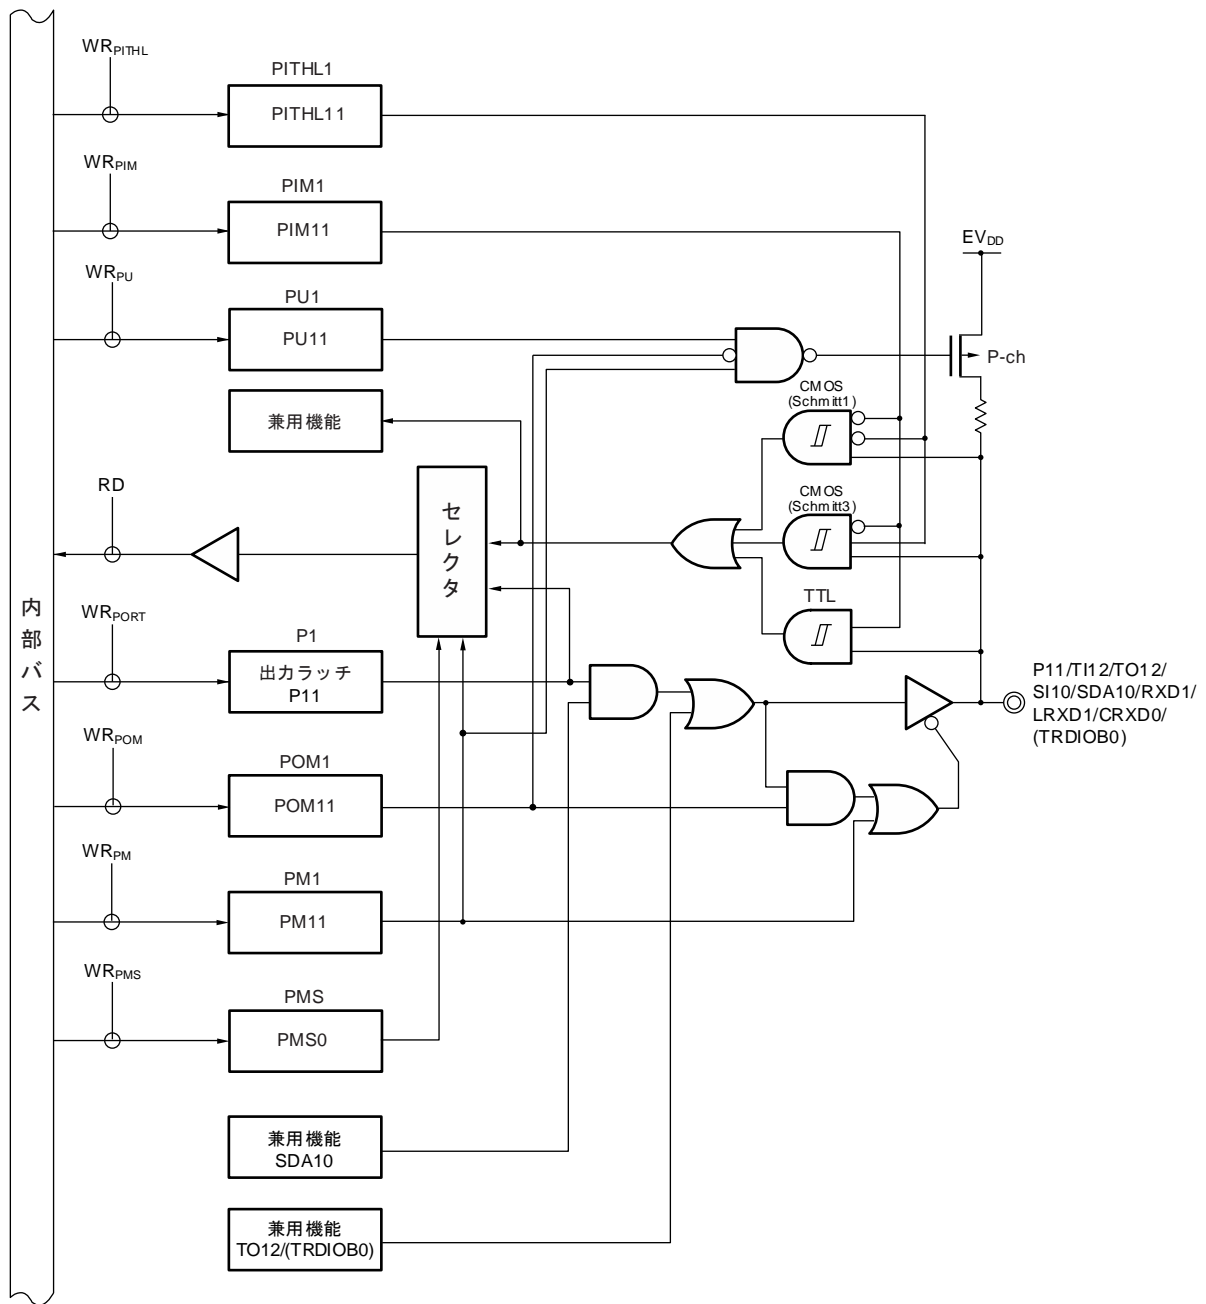 WRPITHL
PITHL1
PITHL11
WRPIM
PIM1
PIM11
WRPU
PU1
PU11
EVDD
P-ch
兼用機能
CMOS
(Schmitt1)
RD
セレクタ
CMOS
(Schmitt3)
TTL
内部バス
WRPORT
P1
出力ラッチ
P11
P11/TI12/TO12/
SI10/SDA10/RXD1/
LRXD1/CRXD0/
(TRDIOB0)
WRPOM
POM1
POM11
WRPM
PM1
PM11
WRPMS
PMS
PMS0
兼用機能
SDA10
兼用機能
TO12/(TRDIOB0)